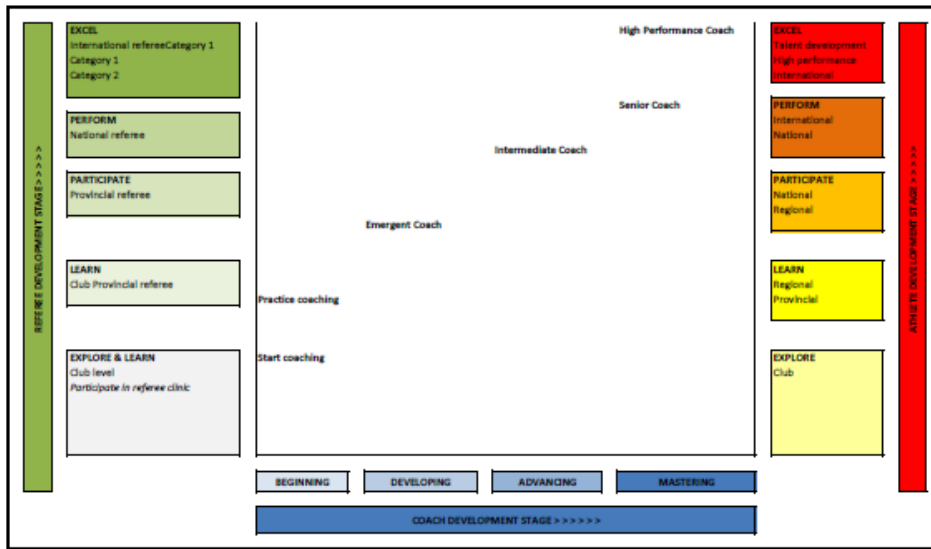 REFEREE DEVELOPMENT STAGE > > > > >
EXCEL
International refereeCategory 1
Category 1
Category 2
PERFORM
National referee
PARTICIPATE
Provincial referee
LEARN
Club Provincial referee
EXPLORE & LEARN
Club level
Participate in referee clinic
High Performance Coach
Senior Coach
Intermediate Coach
Emergent Coach
Practice coaching
Start coaching
BEGINNING
DEVELOPING
ADVANCING
MASTERING
COACH DEVELOPMENT STAGE > > > > > >
EXCEL
Talent development
High performance
International
PERFORM
International
National
PARTICIPATE
National
Regional
LEARN
Regional
Provincial
EXPLORE
Club
ATHLETE DEVELOPMENT STAGE > > > > >